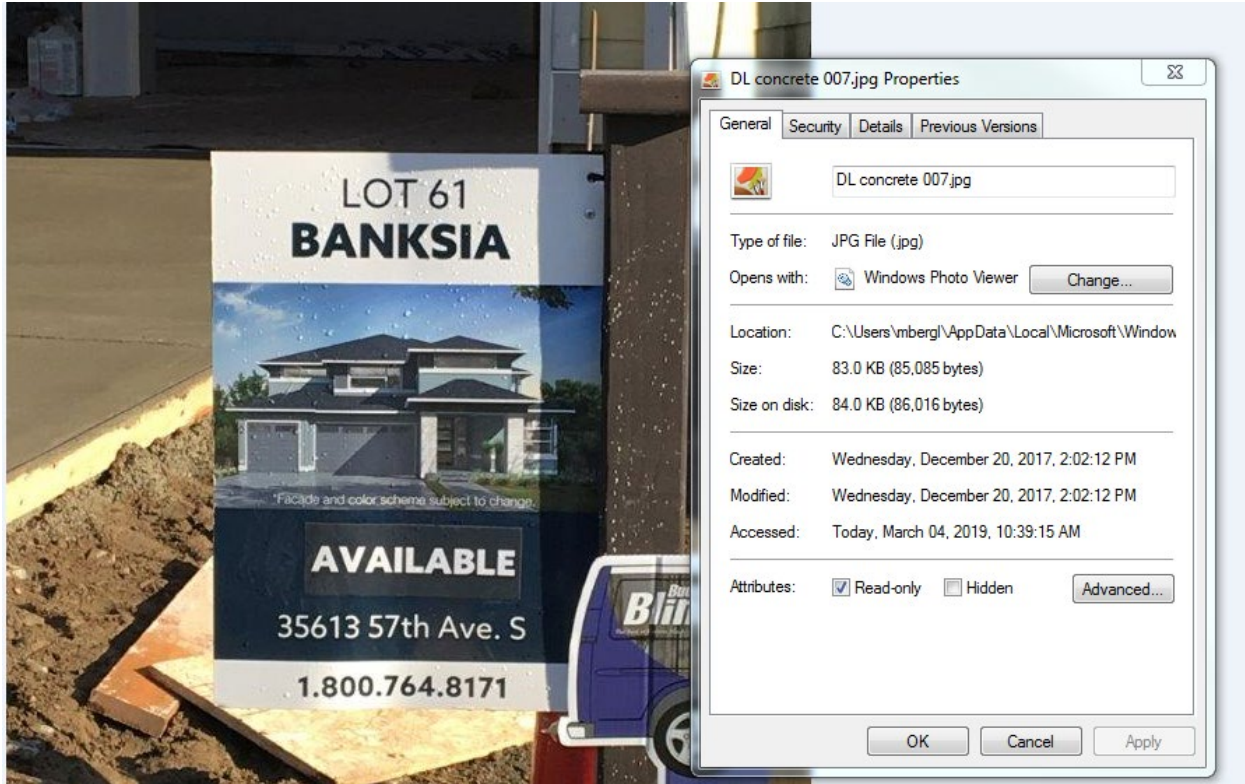 LOT 61
BANKSIA
*Facade and color scheme subject to change.
AVAILABLE
35613 57th Ave. S
1.800.764.8171
Blin
DL concrete 007.jpg Properties
General Security Details Previous Versions
DL concrete 007.jpg
Type of file: JPG File (.jpg)
Opens with: Windows Photo Viewer Change...
Location: C:\Users\mbergl\AppData\Local\Microsoft\Window
Size: 83.0 KB (85,085 bytes)
Size on disk: 84.0 KB (86,016 bytes)
Created: Wednesday, December 20, 2017, 2:02:12 PM
Modified: Wednesday, December 20, 2017, 2:02:12 PM
Accessed: Today, March 04, 2019, 10:39:15 AM
Attributes: Read-only Hidden Advanced...
OK Cancel Apply